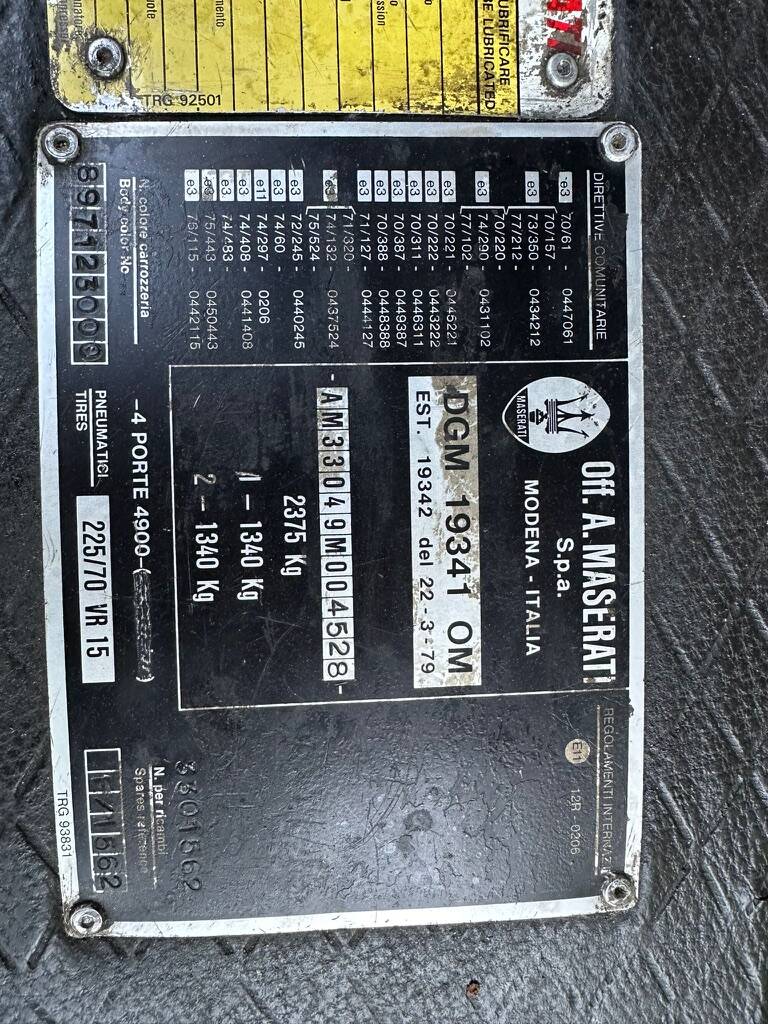 UBRIFICARE
E LUBRICATED
TRG 92501
DIRETTIVE COMUNITARIE
e3 70/61 - 0447061
70/157 -
e3 73/350 - 0434212
77/212 -
70/220 -
e3 74/290 - 0431102
77/102 -
e3 70/221 - 0445221
e3 70/222 - 0443222
e3 70/311 - 0446311
e3 70/387 - 0449387
e3 70/388 - 0448388
e3 71/127 - 0444127
71/320 -
e3 74/132 - 0437524
75/524 -
e3 72/245 - 0440245
e3 74/60 -
e11 74/297 - 0206
e3 74/408 - 0441408
e3 74/483 -
e3 75/443 - 0450443
e3 76/115 - 0442115
N. colore carrozzeria
Body color No
897123000
MASERATI
Off. A. MASERATI
S.p.a.
MODENA - ITALIA
DGM 19341 OM
EST. 19342 del 22-3-79
- AM33049M004528 -
2375 Kg
1 - 1340 Kg
2 - 1340 Kg
-4 PORTE 4900-
PNEUMATICI
TIRES
225/70 VR 15
REGOLAMENTI INTERNAZ
E11 12R - 0206
3301562
N. per ricambi
Spares reference
TRG 93831